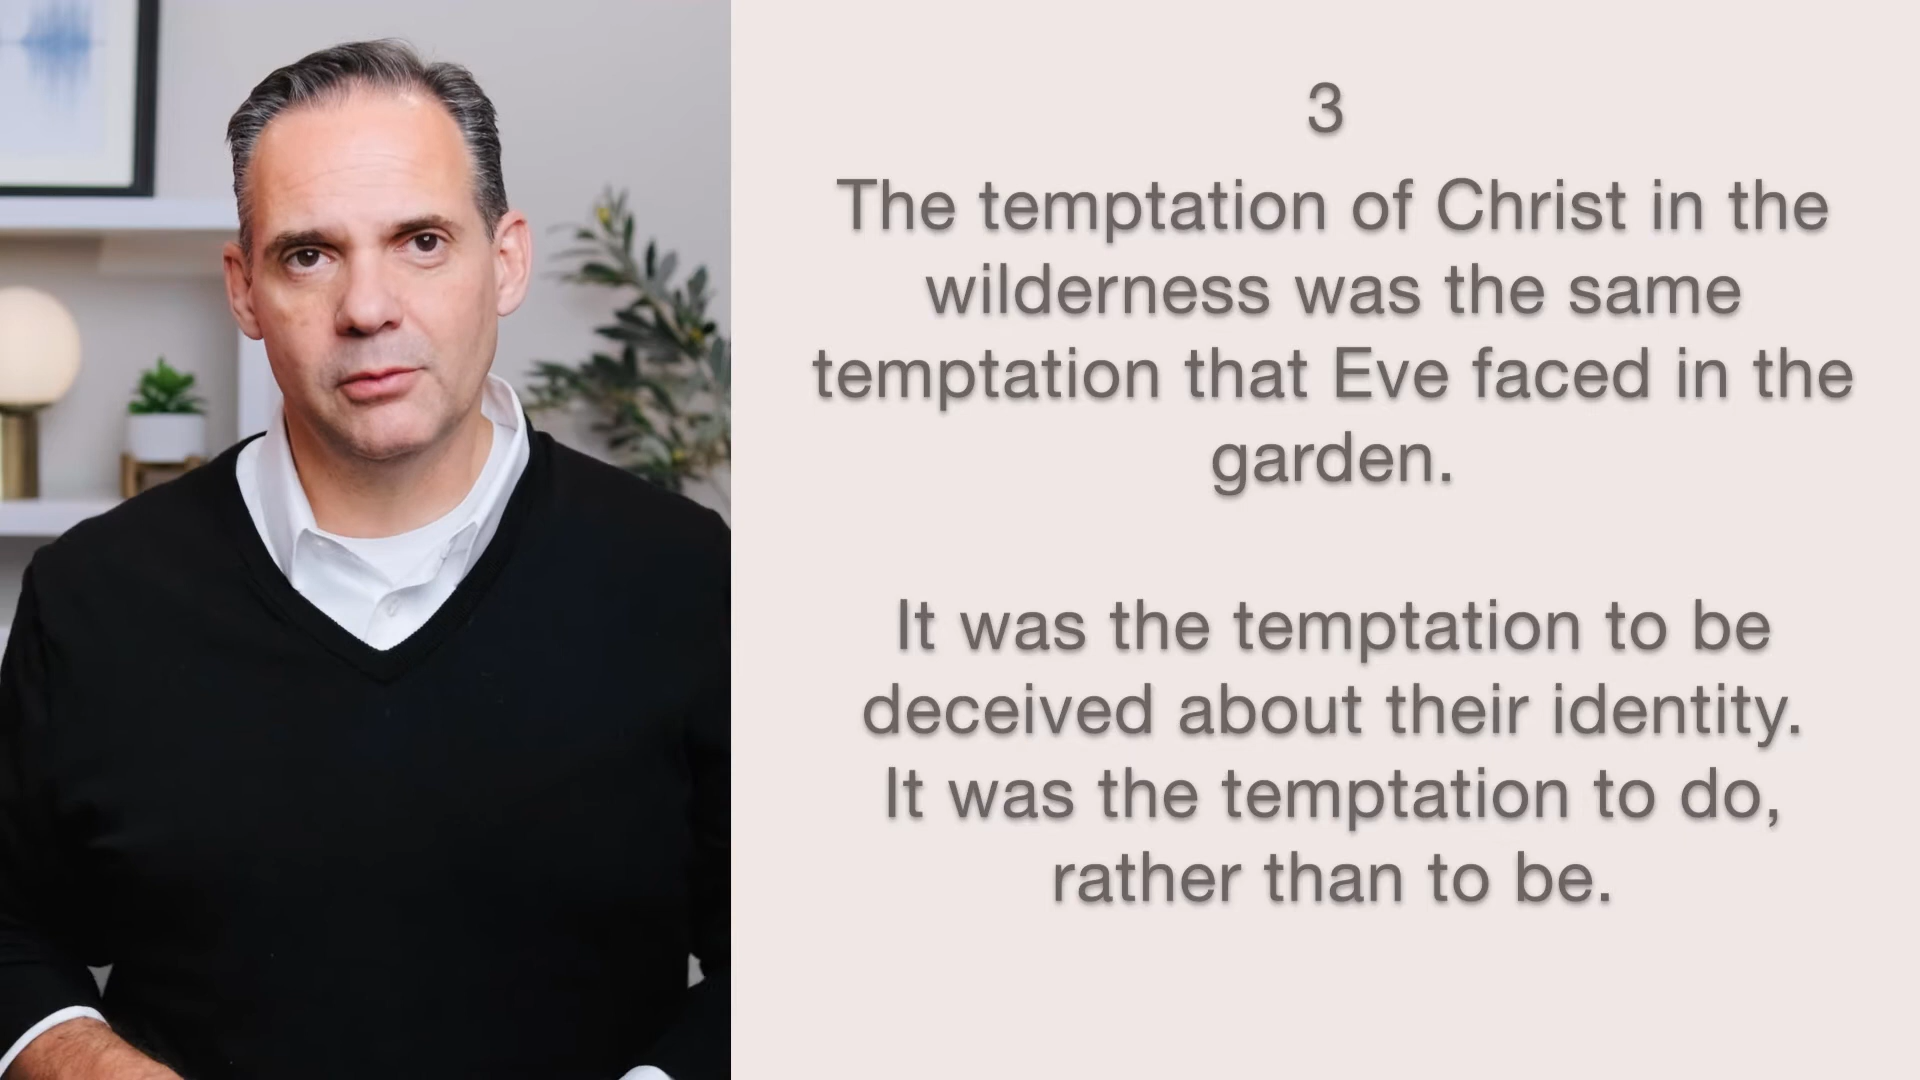 3
The temptation of Christ in the
wilderness was the same
temptation that Eve faced in the
garden.
It was the temptation to be
deceived about their identity.
It was the temptation to do,
rather than to be.